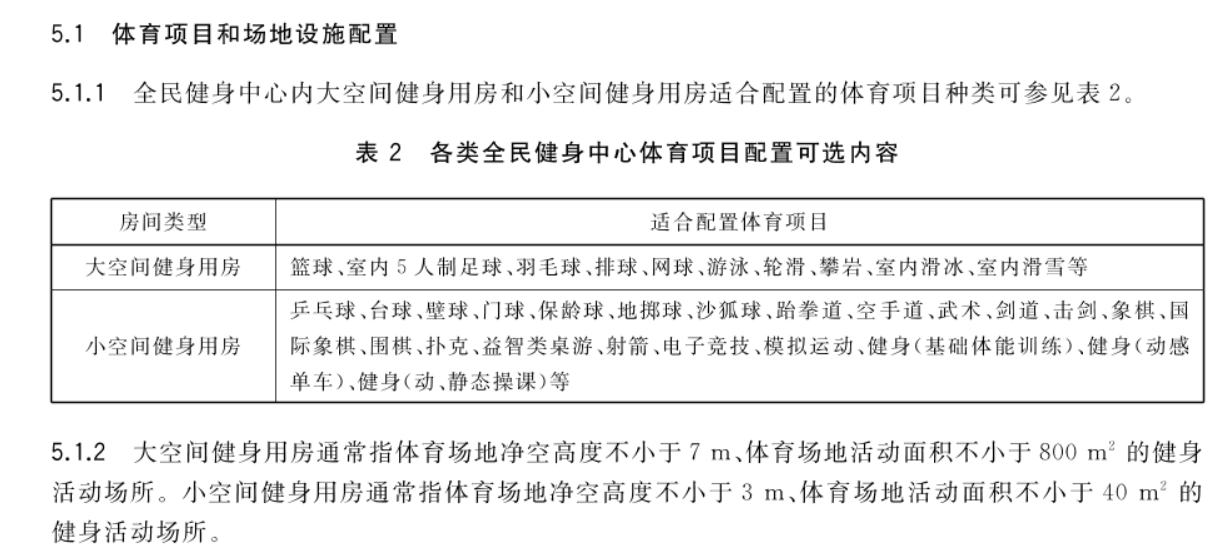 5.1 体育项目和场地设施配置
5.1.1 全民健身中心内大空间健身用房和小空间健身用房适合配置的体育项目种类可参见表 2。
表 2 各类全民健身中心体育项目配置可选内容
房间类型 适合配置体育项目
大空间健身用房 篮球、室内 5 人制足球、羽毛球、排球、网球、游泳、轮滑、攀岩、室内滑冰、室内滑雪等
乒乓球、台球、壁球、门球、保龄球、地掷球、沙狐球、跆拳道、空手道、武术、剑道、击剑、象棋、国
小空间健身用房 际象棋、围棋、扑克、益智类桌游、射箭、电子竞技、模拟运动、健身(基础体能训练)、健身(动感
单车)、健身(动、静态操课)等
5.1.2 大空间健身用房通常指体育场地净空高度不小于 7 m、体育场地活动面积不小于 800 m² 的健身
活动场所。小空间健身用房通常指体育场地净空高度不小于 3 m、体育场地活动面积不小于 40 m² 的
健身活动场所。